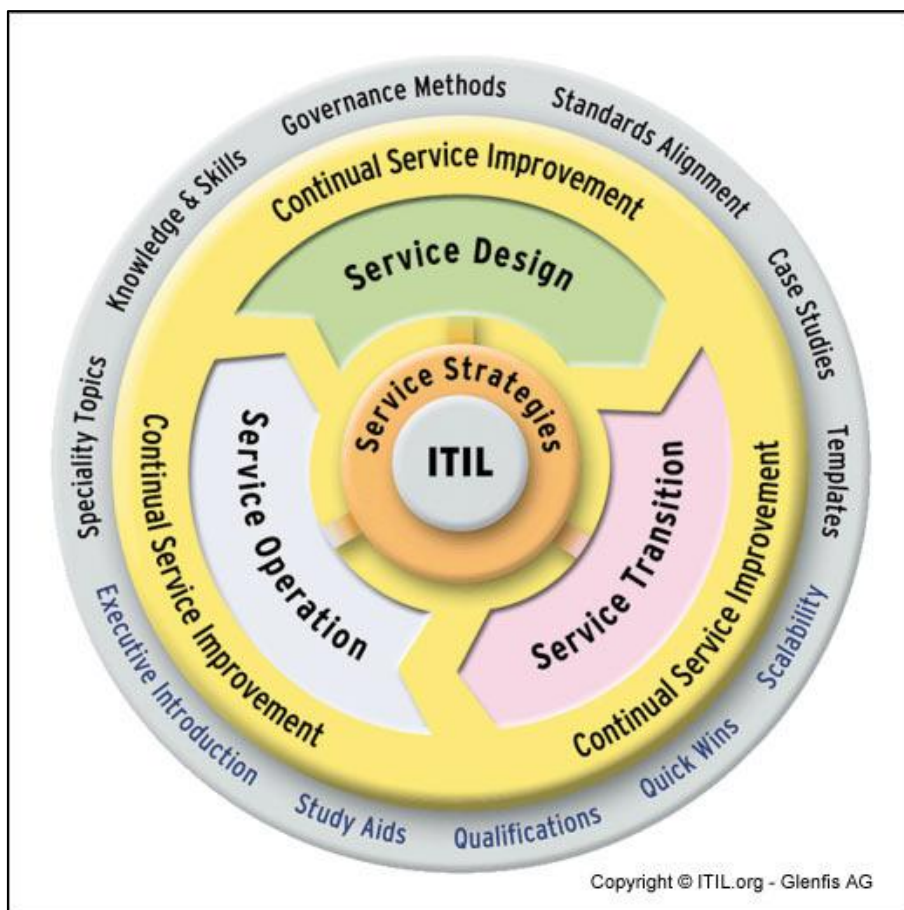 Governance Methods
Standards Alignment
Knowledge & Skills
Case Studies
Speciality Topics
Templates
Executive Introduction
Scalability
Study Aids
Qualifications
Quick Wins
Continual Service Improvement
Continual Service Improvement
Continual Service Improvement
Service Design
Service Transition
Service Operation
Service Strategies
ITIL
Copyright © ITIL.org - Glenfis AG